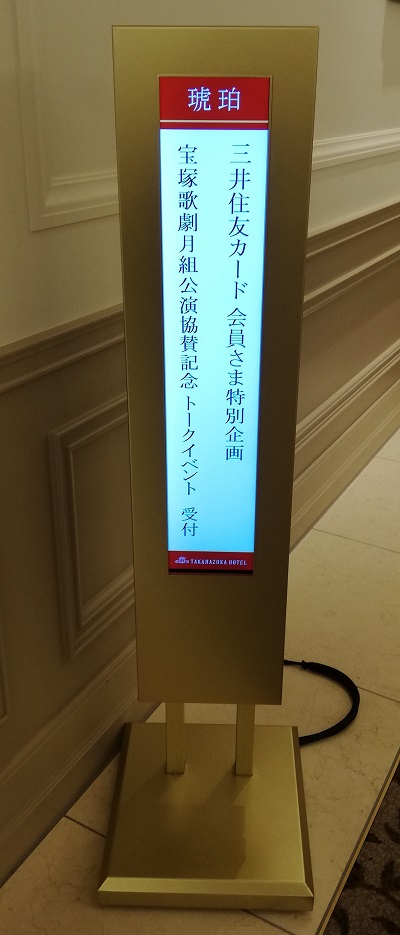 琥珀
三井住友カード 会員さま特別企画
宝塚歌劇月組公演協賛記念 トークイベント 受付
TAKARAZUKA HOTEL